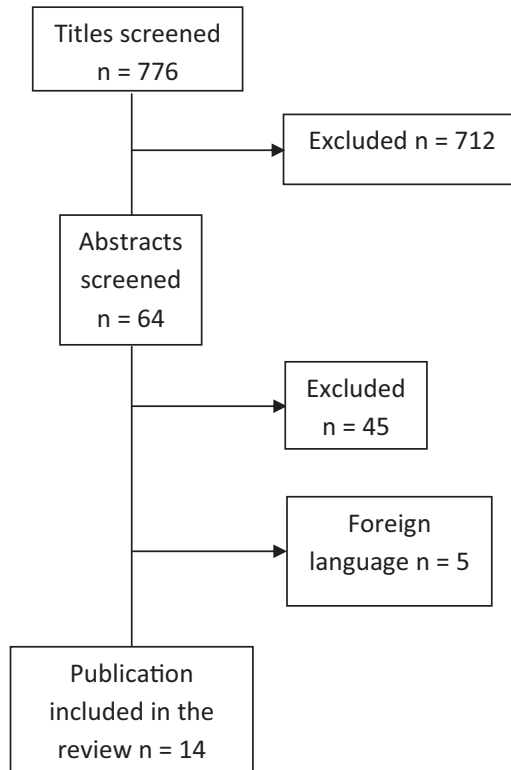 Titles screened
n = 776
Excluded n = 712
Abstracts
screened
n = 64
Excluded
n = 45
Foreign
language n = 5
Publication
included in the
review n = 14